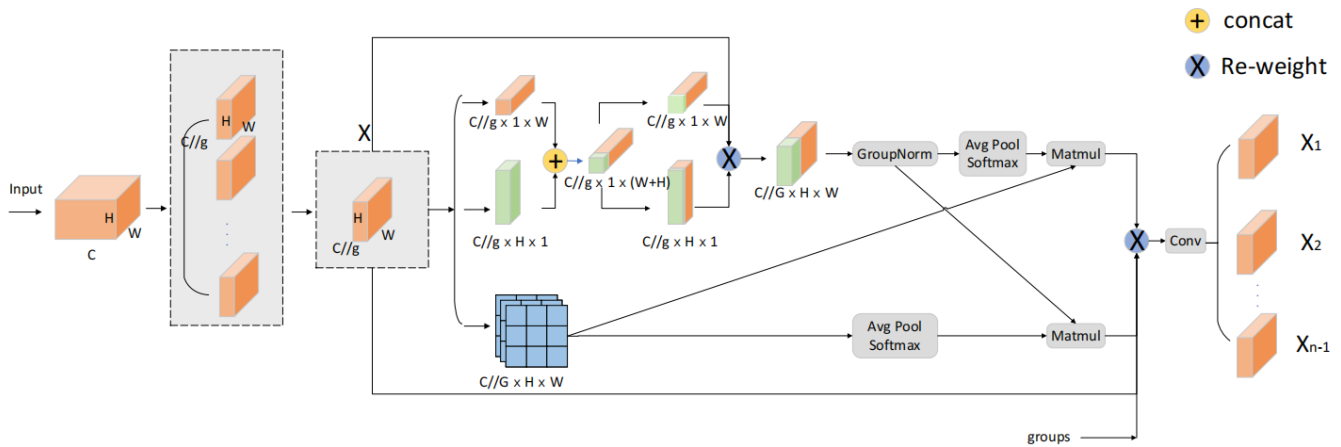 + concat
X Re-weight
Input
H
W
C
H
W
C//g
X
H
W
C//g
C//g x 1 x W
C//g x H x 1
+
C//g x 1 x (W+H)
C//g x 1 x W
C//g x H x 1
X
C//G x H x W
C//G x H x W
GroupNorm
Avg Pool
Softmax
Matmul
Avg Pool
Softmax
Matmul
X
Conv
groups
X1
X2
Xn-1